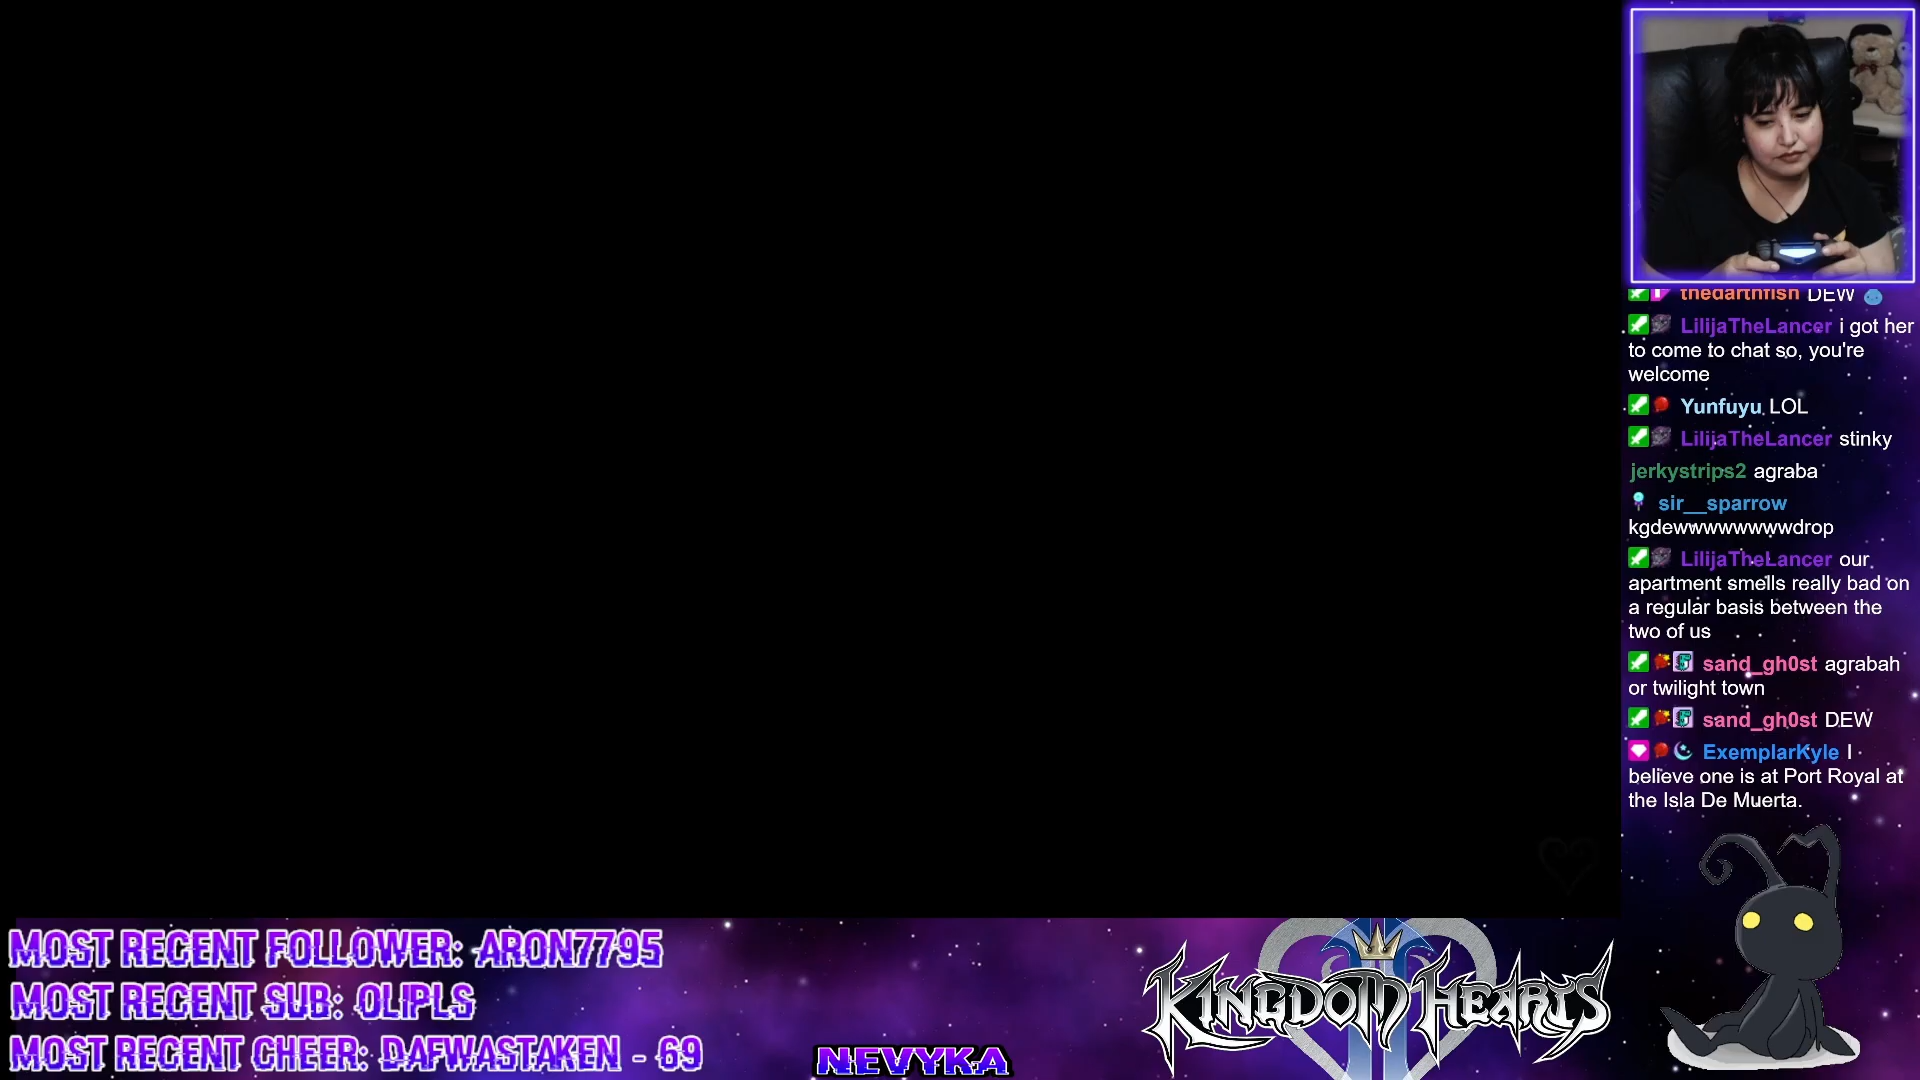 thedarthfish DEW
LilijaTheLancer i got her
to come to chat so, you're
welcome
Yunfuyu LOL
LilijaTheLancer stinky
jerkystrips2 agraba
sir__sparrow
kgdewwwwwwwwdrop
LilijaTheLancer our
apartment smells really bad on
a regular basis between the
two of us
sand_gh0st agrabah
or twilight town
sand_gh0st DEW
ExemplarKyle I
believe one is at Port Royal at
the Isla De Muerta.
MOST RECENT FOLLOWER: ARON7795
MOST RECENT SUB: OLIPLS
MOST RECENT CHEER: DAFWASTAKEN - 69
NEVYKA
KINGDOM HEARTS
II